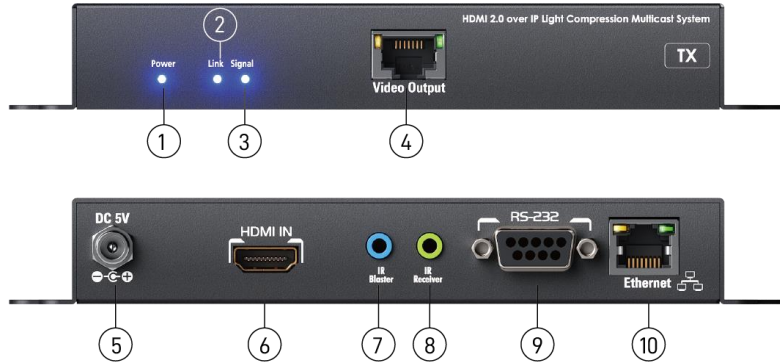 HDMI 2.0 over IP Light Compression Multicast System
2
Power
Link
Signal
TX
Video Output
1
3
4
DC 5V
HDMI IN
RS-232
IR
Blaster
IR
Receiver
Ethernet
5
6
7
8
9
10